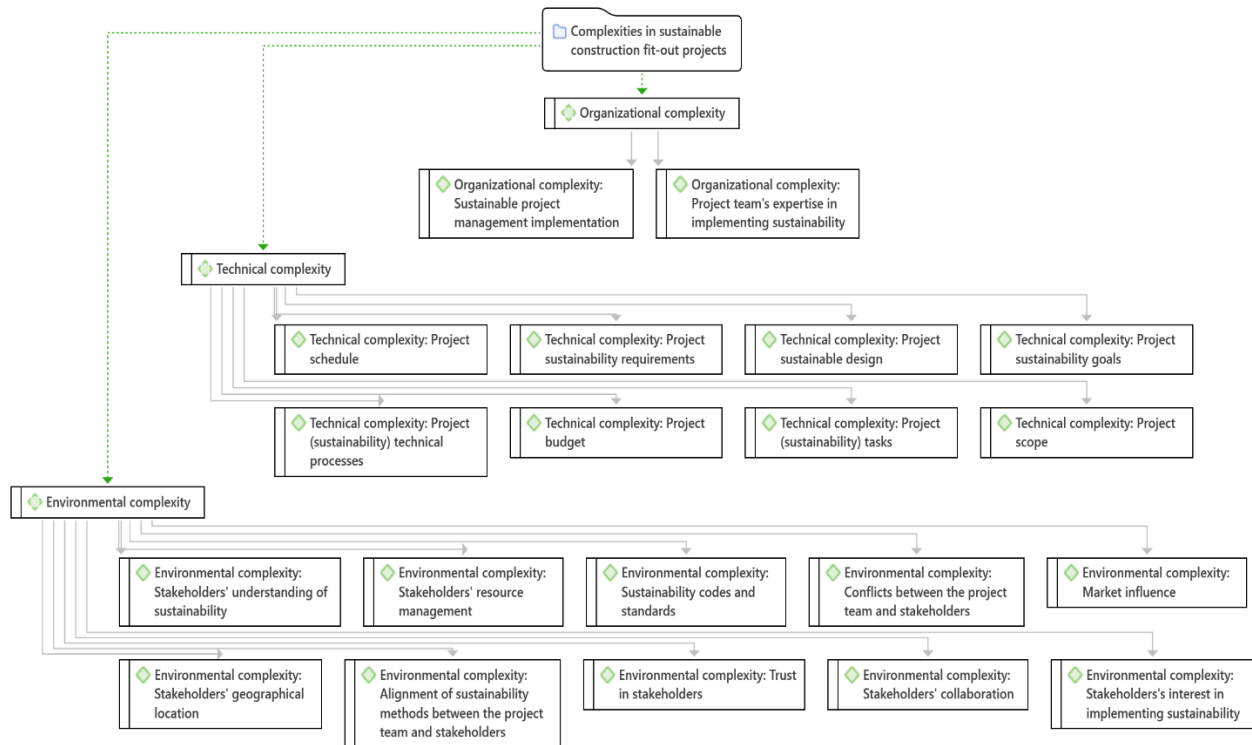 Complexities in sustainable
construction fit-out projects
Organizational complexity
Organizational complexity:
Sustainable project
management implementation
Organizational complexity:
Project team's expertise in
implementing sustainability
Technical complexity
Technical complexity: Project
schedule
Technical complexity: Project
sustainability requirements
Technical complexity: Project
sustainable design
Technical complexity: Project
sustainability goals
Technical complexity: Project
(sustainability) technical
processes
Technical complexity: Project
budget
Technical complexity: Project
(sustainability) tasks
Technical complexity: Project
scope
Environmental complexity
Environmental complexity:
Stakeholders' understanding of
sustainability
Environmental complexity:
Stakeholders' resource
management
Environmental complexity:
Sustainability codes and
standards
Environmental complexity:
Conflicts between the project
team and stakeholders
Environmental complexity:
Market influence
Environmental complexity:
Stakeholders' geographical
location
Environmental complexity:
Alignment of sustainability
methods between the project
team and stakeholders
Environmental complexity: Trust
in stakeholders
Environmental complexity:
Stakeholders' collaboration
Environmental complexity:
Stakeholders's interest in
implementing sustainability